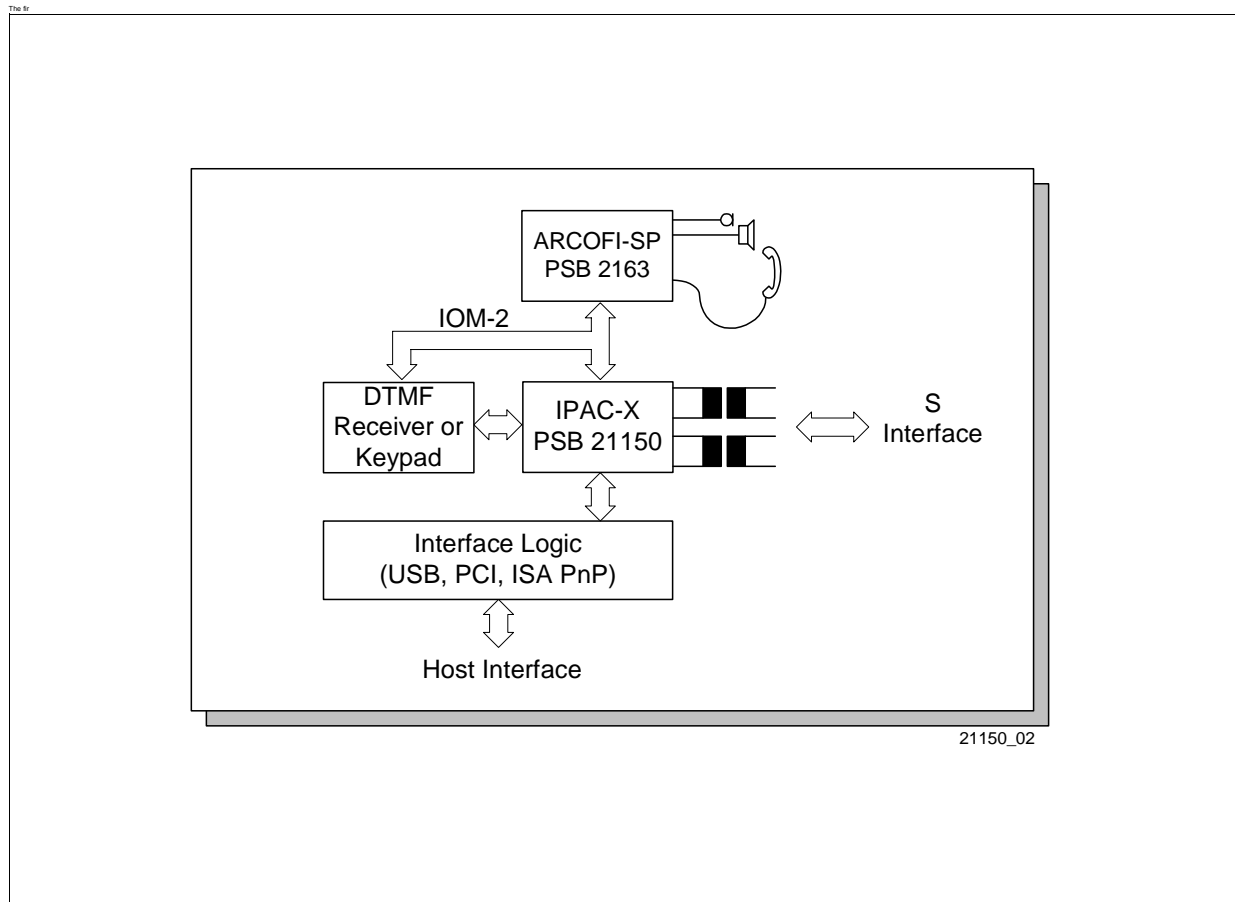 The fir
ARCOFI-SP
PSB 2163
IOM-2
DTMF
Receiver or
Keypad
IPAC-X
PSB 21150
S
Interface
Interface Logic
(USB, PCI, ISA PnP)
Host Interface
21150_02